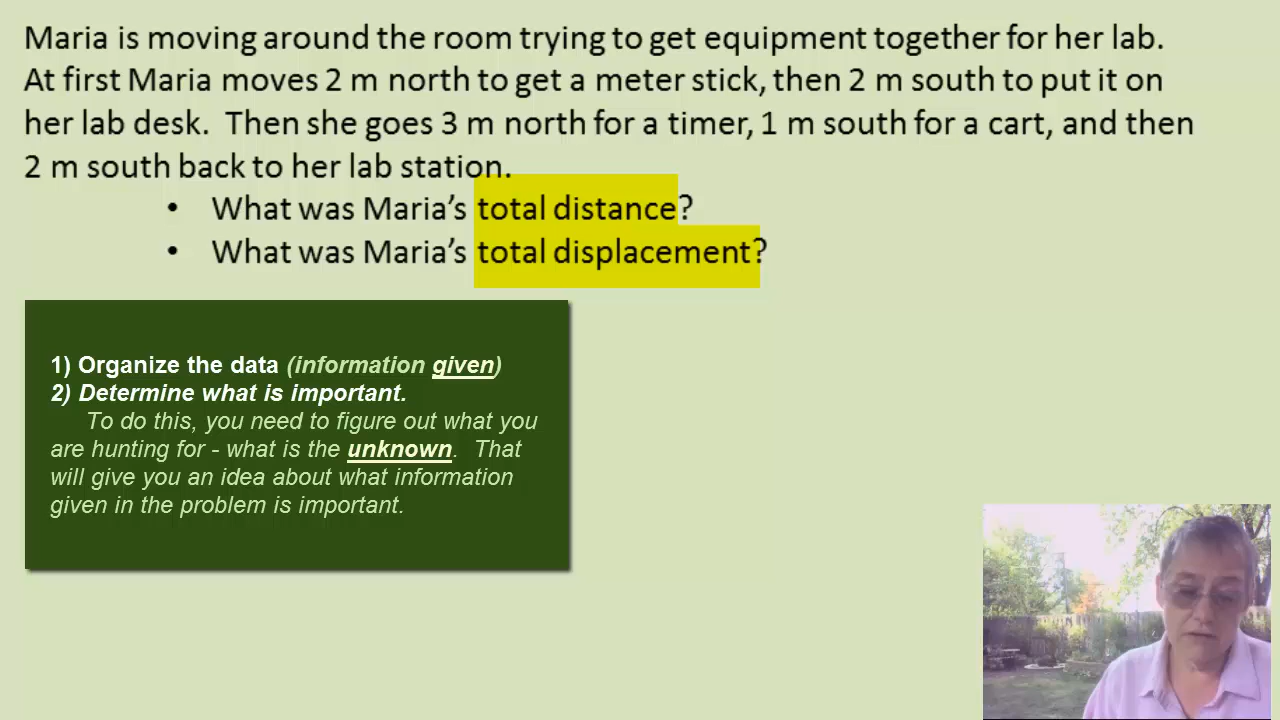 Maria is moving around the room trying to get equipment together for her lab.
At first Maria moves 2 m north to get a meter stick, then 2 m south to put it on
her lab desk.  Then she goes 3 m north for a timer, 1 m south for a cart, and then
2 m south back to her lab station.
• What was Maria’s total distance?
• What was Maria’s total displacement?
1) Organize the data (information given)
2) Determine what is important.
To do this, you need to figure out what you
are hunting for - what is the unknown.  That
will give you an idea about what information
given in the problem is important.